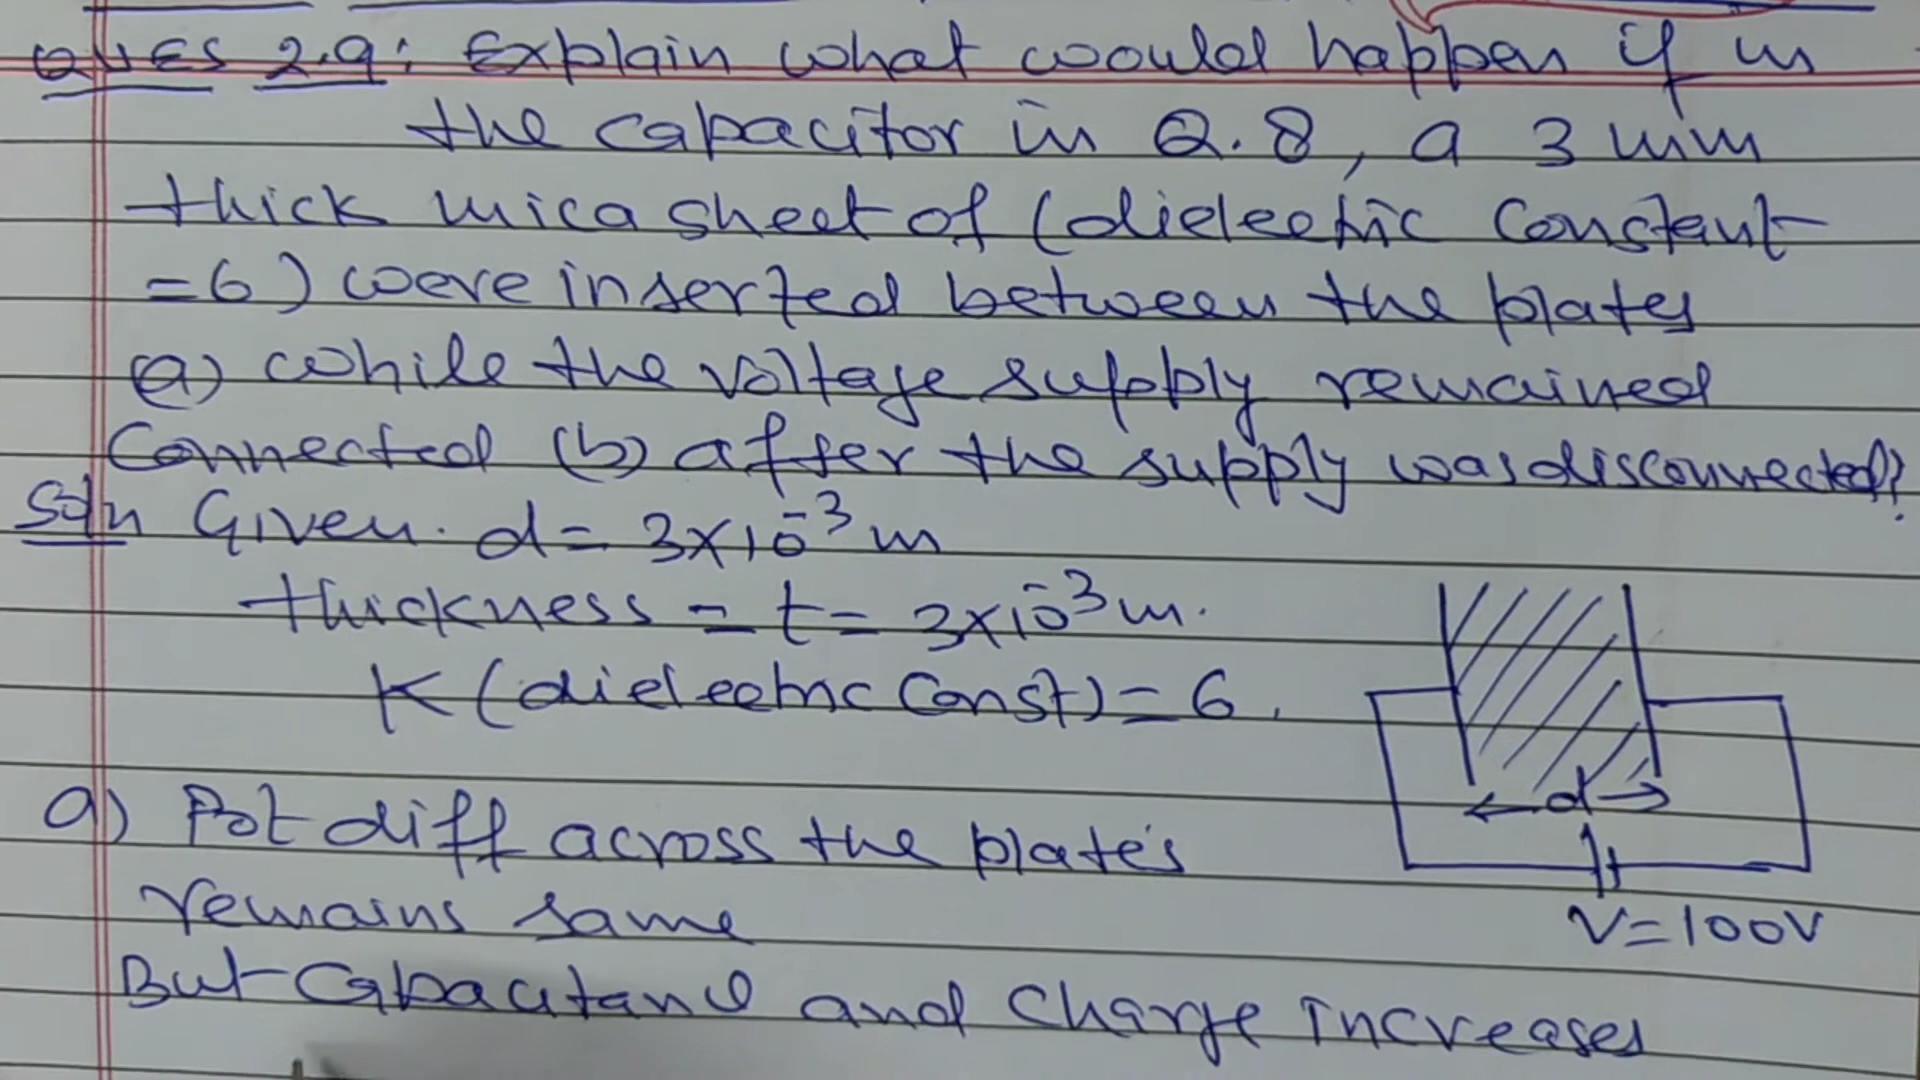 QUES 2.9: Explain what would happen if in
the capacitor in Q.8, a 3 mm
thick mica sheet of (dielectric Constant
=6) were inserted between the plates
(a) while the voltage supply remained
Connected (b) after the supply was disconnected?
Soln Given. d= 3×10⁻³ m
thickness = t = 3×10⁻³ m.
K (dielectric Const) = 6.
a) Pot diff across the plates
remains same
But Capacitance and Charge increases
d
V=100V